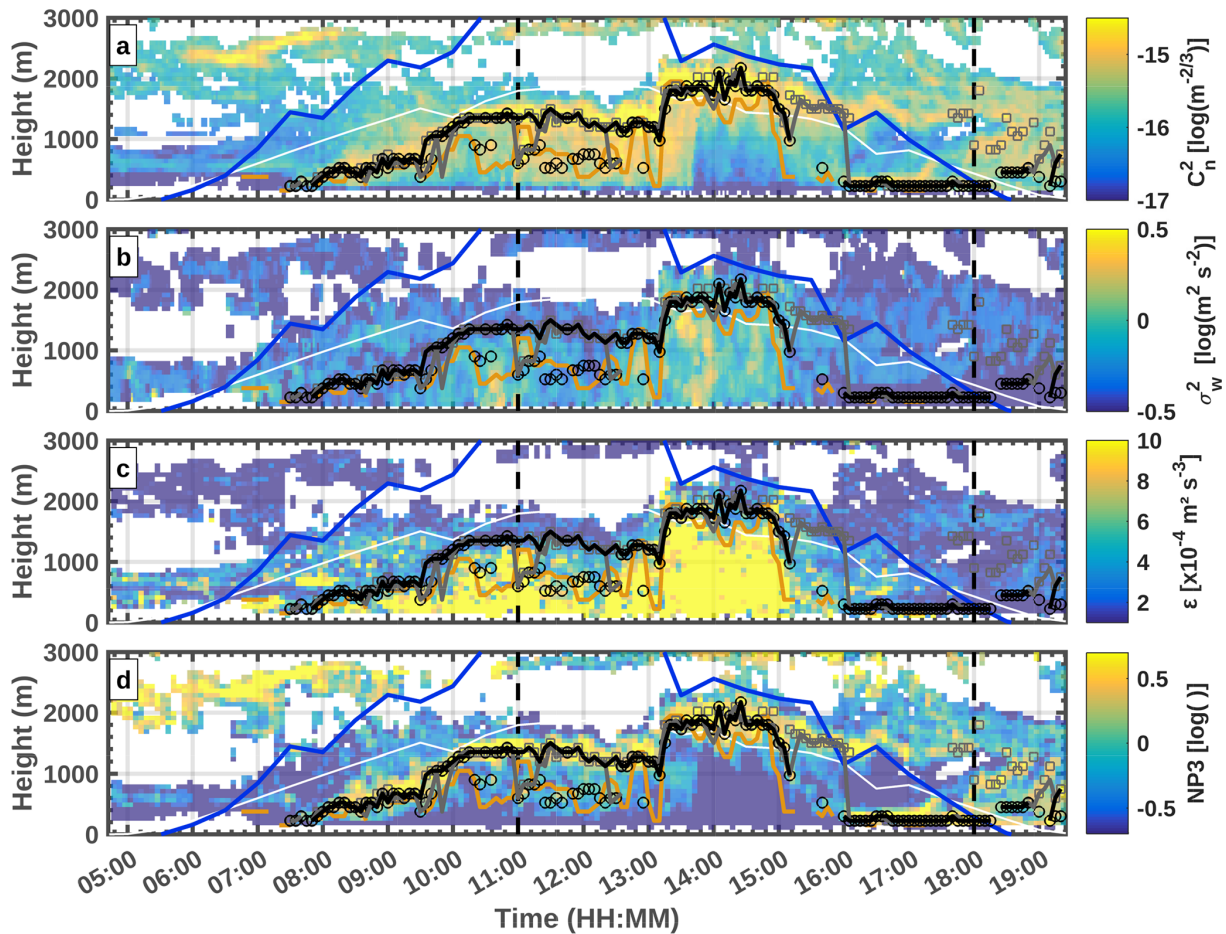 a
Height (m)
3000
2000
1000
0
-15
-16
-17
C²ₙ [log(m⁻²ᐟ³)]
b
Height (m)
3000
2000
1000
0
0.5
0
-0.5
σ²w [log(m² s⁻²)]
c
Height (m)
3000
2000
1000
0
10
8
6
4
2
ε [x10⁻⁴ m² s⁻³]
d
Height (m)
3000
2000
1000
0
0.5
0
-0.5
NP3 [log( )]
05:00 06:00 07:00 08:00 09:00 10:00 11:00 12:00 13:00 14:00 15:00 16:00 17:00 18:00 19:00
Time (HH:MM)